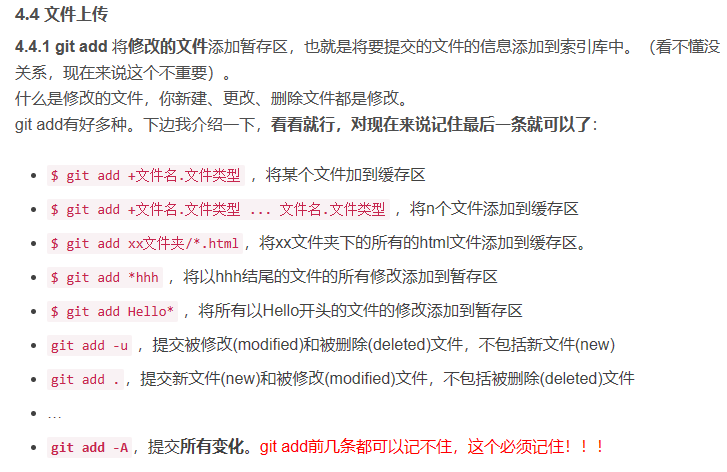 4.4 文件上传
4.4.1 git add 将修改的文件添加暂存区，也就是将要提交的文件的信息添加到索引库中。（看不懂没
关系，现在来说这个不重要）。
什么是修改的文件，你新建、更改、删除文件都是修改。
git add有好多种。下边我介绍一下，看看就行，对现在来说记住最后一条就可以了：
$ git add +文件名.文件类型 ，将某个文件加到缓存区
$ git add +文件名.文件类型 ... 文件名.文件类型 ，将n个文件添加到缓存区
$ git add xx文件夹/*.html，将xx文件夹下的所有的html文件添加到缓存区。
$ git add *hhh ，将以hhh结尾的文件的所有修改添加到暂存区
$ git add Hello* ，将所有以Hello开头的文件的修改添加到暂存区
git add -u ，提交被修改(modified)和被删除(deleted)文件，不包括新文件(new)
git add .，提交新文件(new)和被修改(modified)文件，不包括被删除(deleted)文件
…
git add -A，提交所有变化。git add前几条都可以记不住，这个必须记住！！！